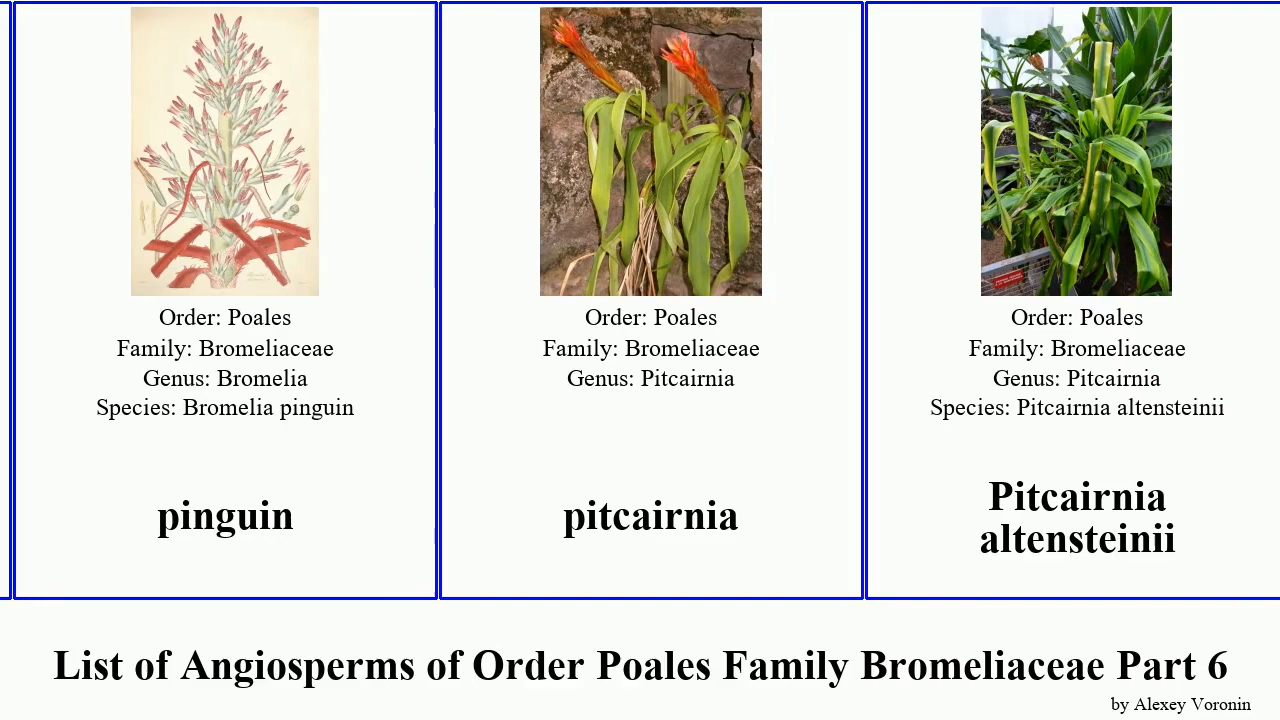 Order: Poales
Family: Bromeliaceae
Genus: Bromelia
Species: Bromelia pinguin
pinguin
Order: Poales
Family: Bromeliaceae
Genus: Pitcairnia
pitcairnia
Order: Poales
Family: Bromeliaceae
Genus: Pitcairnia
Species: Pitcairnia altensteinii
Pitcairnia
altensteinii
List of Angiosperms of Order Poales Family Bromeliaceae Part 6
by Alexey Voronin